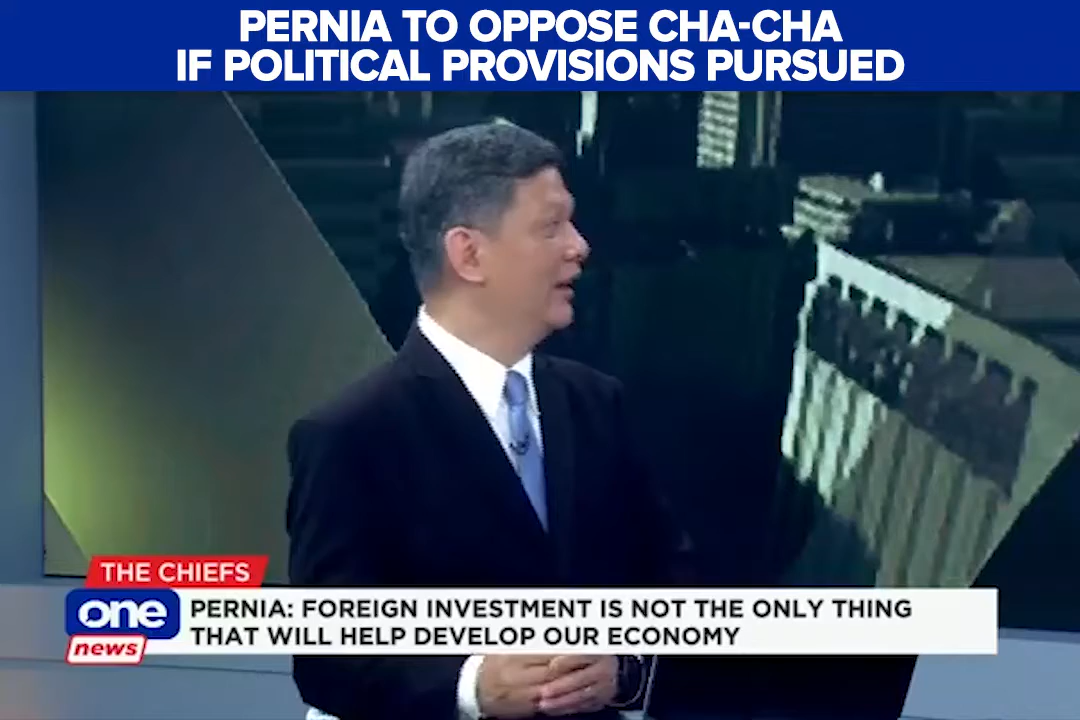 PERNIA TO OPPOSE CHA-CHA
IF POLITICAL PROVISIONS PURSUED
THE CHIEFS
one
news
PERNIA: FOREIGN INVESTMENT IS NOT THE ONLY THING
THAT WILL HELP DEVELOP OUR ECONOMY